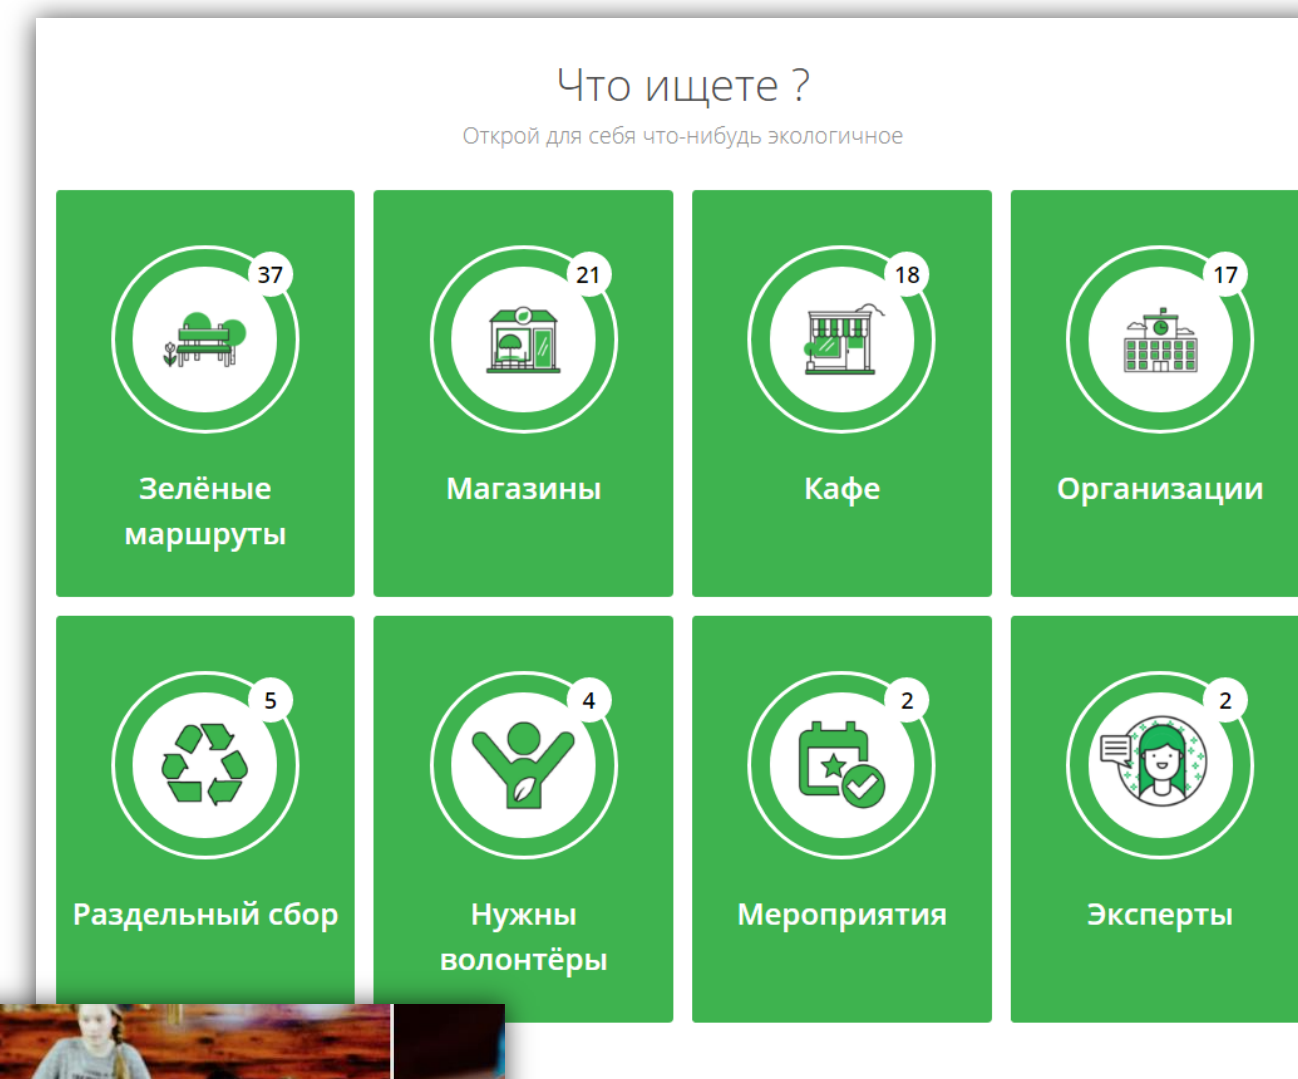 Что ищете ?
Открой для себя что-нибудь экологичное
37
21
18
17
Зелёные
маршруты
Магазины
Кафе
Организации
5
4
2
2
Раздельный сбор
Нужны
волонтёры
Мероприятия
Эксперты